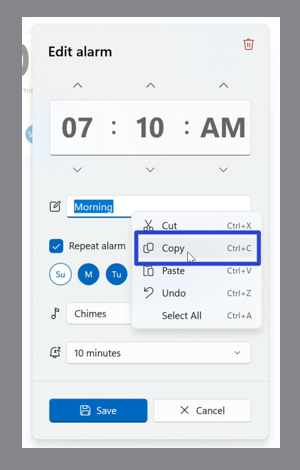 Edit alarm
07 : 10 : AM
Morning
Cut Ctrl+X
Repeat alarm
Copy Ctrl+C
Su M Tu
Paste Ctrl+V
Undo Ctrl+Z
Chimes
Select All Ctrl+A
10 minutes
Save Cancel